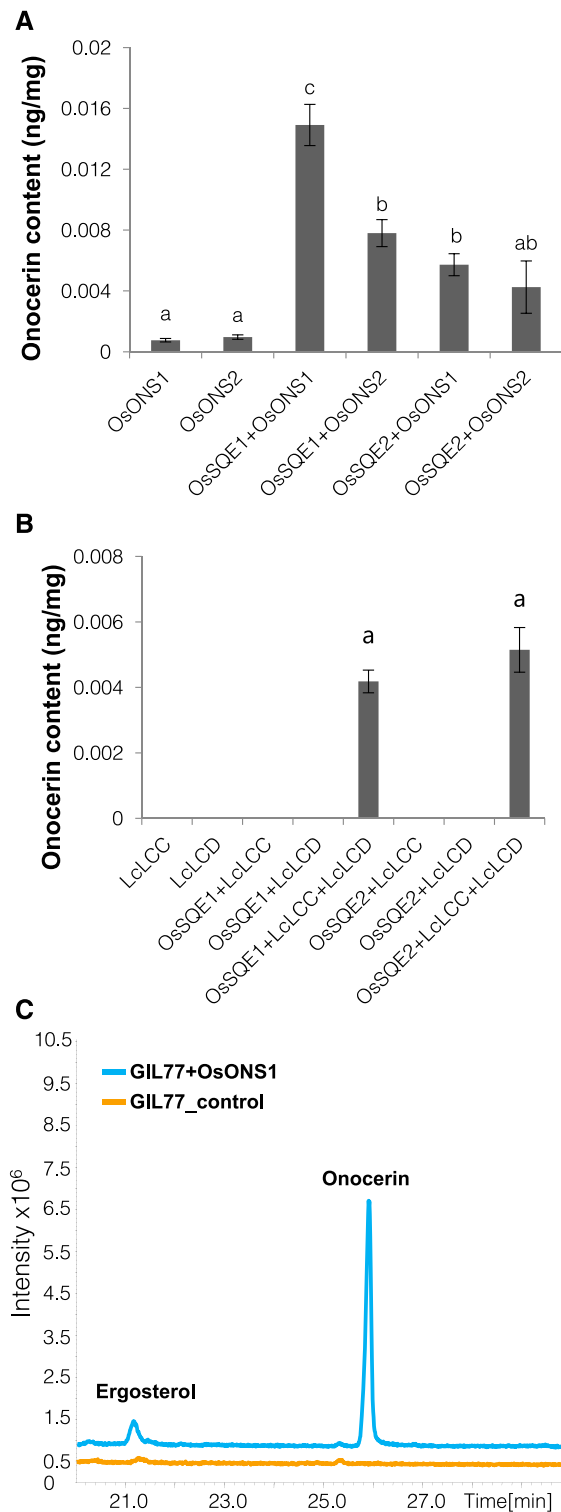 A
Onocerin content (ng/mg)
0.02
0.016
0.012
0.008
0.004
0
a
a
c
b
b
ab
OsONS1
OsONS2
OsSQE1+OsONS1
OsSQE1+OsONS2
OsSQE2+OsONS1
OsSQE2+OsONS2
B
Onocerin content (ng/mg)
0.008
0.006
0.004
0.002
0
a
a
LcLCC
LcLCD
OsSQE1+LcLCC
OsSQE1+LcLCD
OsSQE1+LcLCC+LcLCD
OsSQE2+LcLCC
OsSQE2+LcLCD
OsSQE2+LcLCC+LcLCD
C
Intensity x10⁶
10.5
9.5
8.5
7.5
6.5
5.5
4.5
3.5
2.5
1.5
0.5
0
GIL77+OsONS1
GIL77_control
Onocerin
Ergosterol
21.0
23.0
25.0
27.0
Time[min]